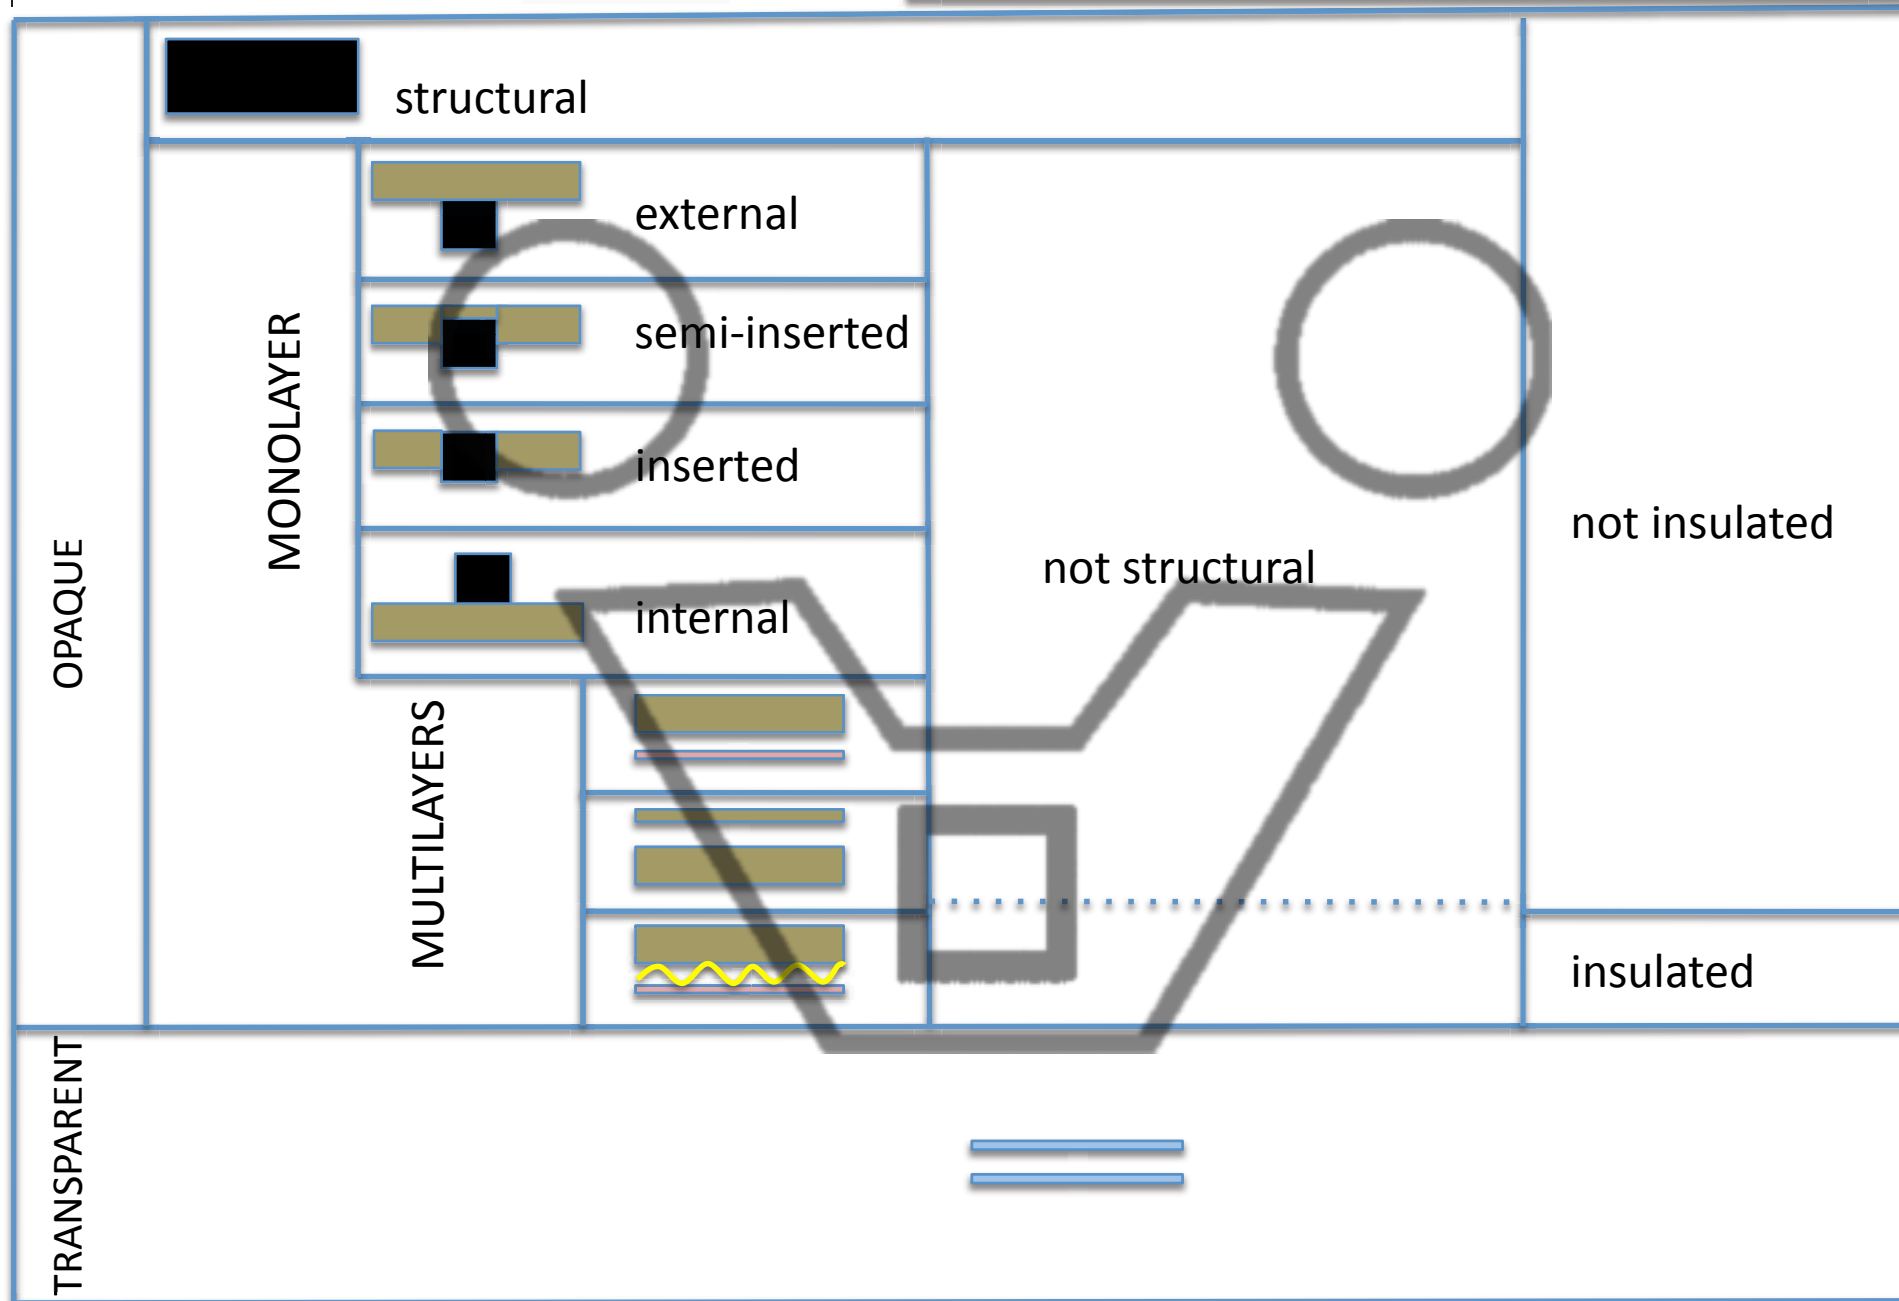 structural
external
semi-inserted
inserted
internal
MONOLAYER
MULTILAYERS
OPAQUE
not structural
not insulated
insulated
TRANSPARENT